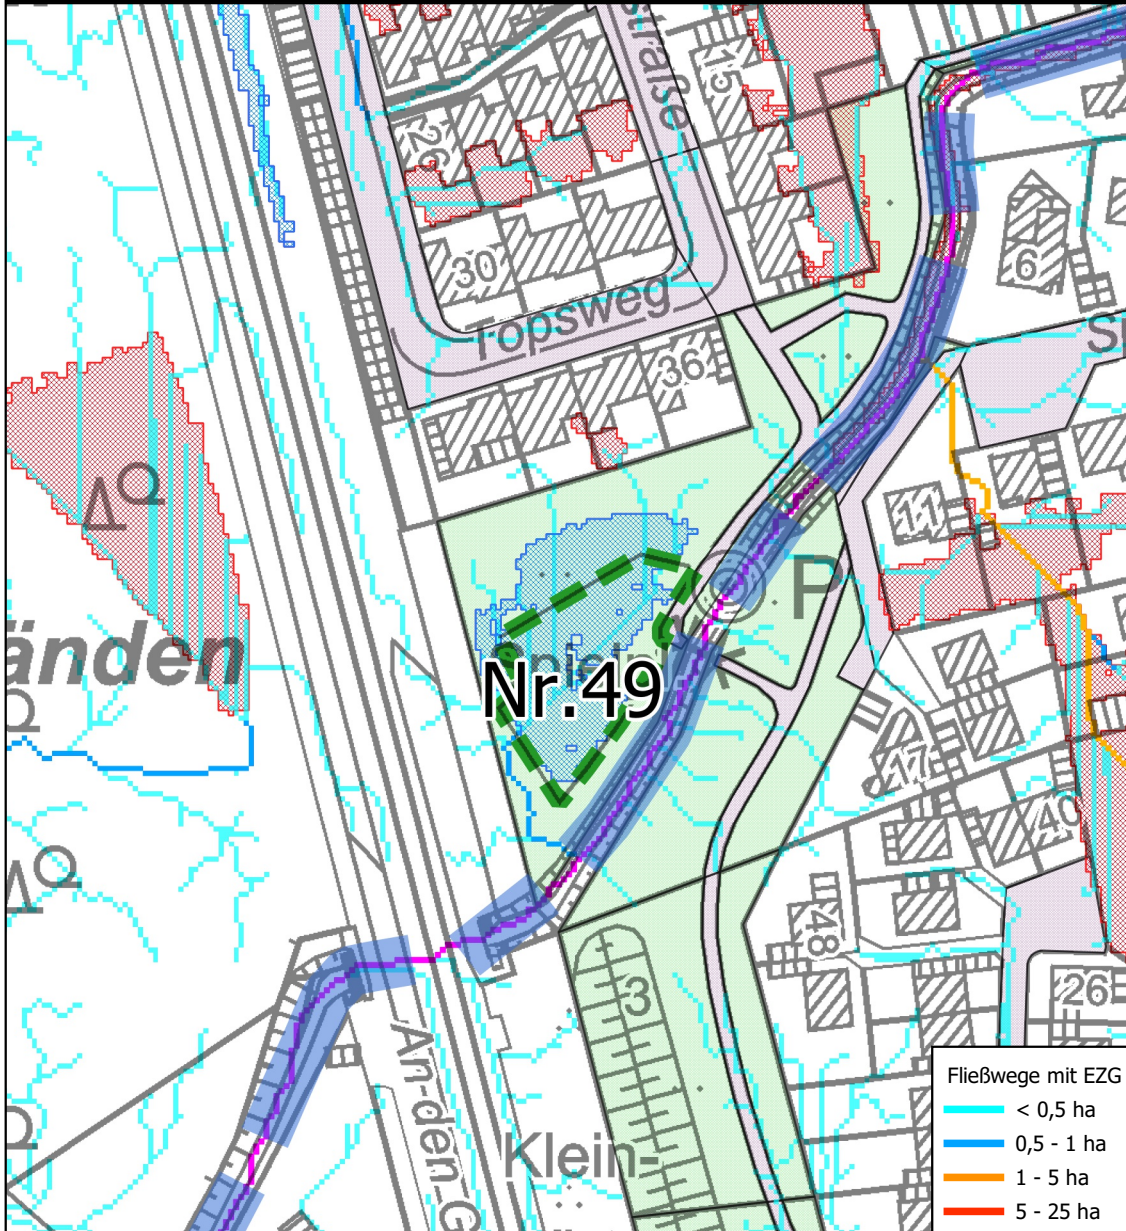 straße
15
26
30
ropsweg
36
6
11
P
änden
Nr.49
17
40
48
3
26
An-den-G
Klein-
Fließwege mit EZG
< 0,5 ha
0,5 - 1 ha
1 - 5 ha
5 - 25 ha